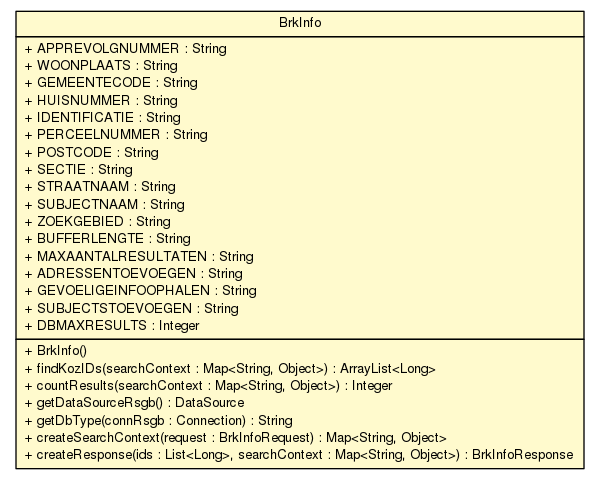 BrkInfo
+ APPREVOLGNUMMER : String
+ WOONPLAATS : String
+ GEMEENTECODE : String
+ HUISNUMMER : String
+ IDENTIFICATIE : String
+ PERCEELNUMMER : String
+ POSTCODE : String
+ SECTIE : String
+ STRAATNAAM : String
+ SUBJECTNAAM : String
+ ZOEKGEBIED : String
+ BUFFERLENGTE : String
+ MAXAANTALRESULTATEN : String
+ ADRESSENTOEVOEGEN : String
+ GEVOELIGEINFOOPHALEN : String
+ SUBJECTSTOEVOEGEN : String
+ DBMAXRESULTS : Integer
+ BrkInfo()
+ findKozIDs(searchContext : Map<String, Object>) : ArrayList<Long>
+ countResults(searchContext : Map<String, Object>) : Integer
+ getDataSourceRsgb() : DataSource
+ getDbType(connRsgb : Connection) : String
+ createSearchContext(request : BrkInfoRequest) : Map<String, Object>
+ createResponse(ids : List<Long>, searchContext : Map<String, Object>) : BrkInfoResponse